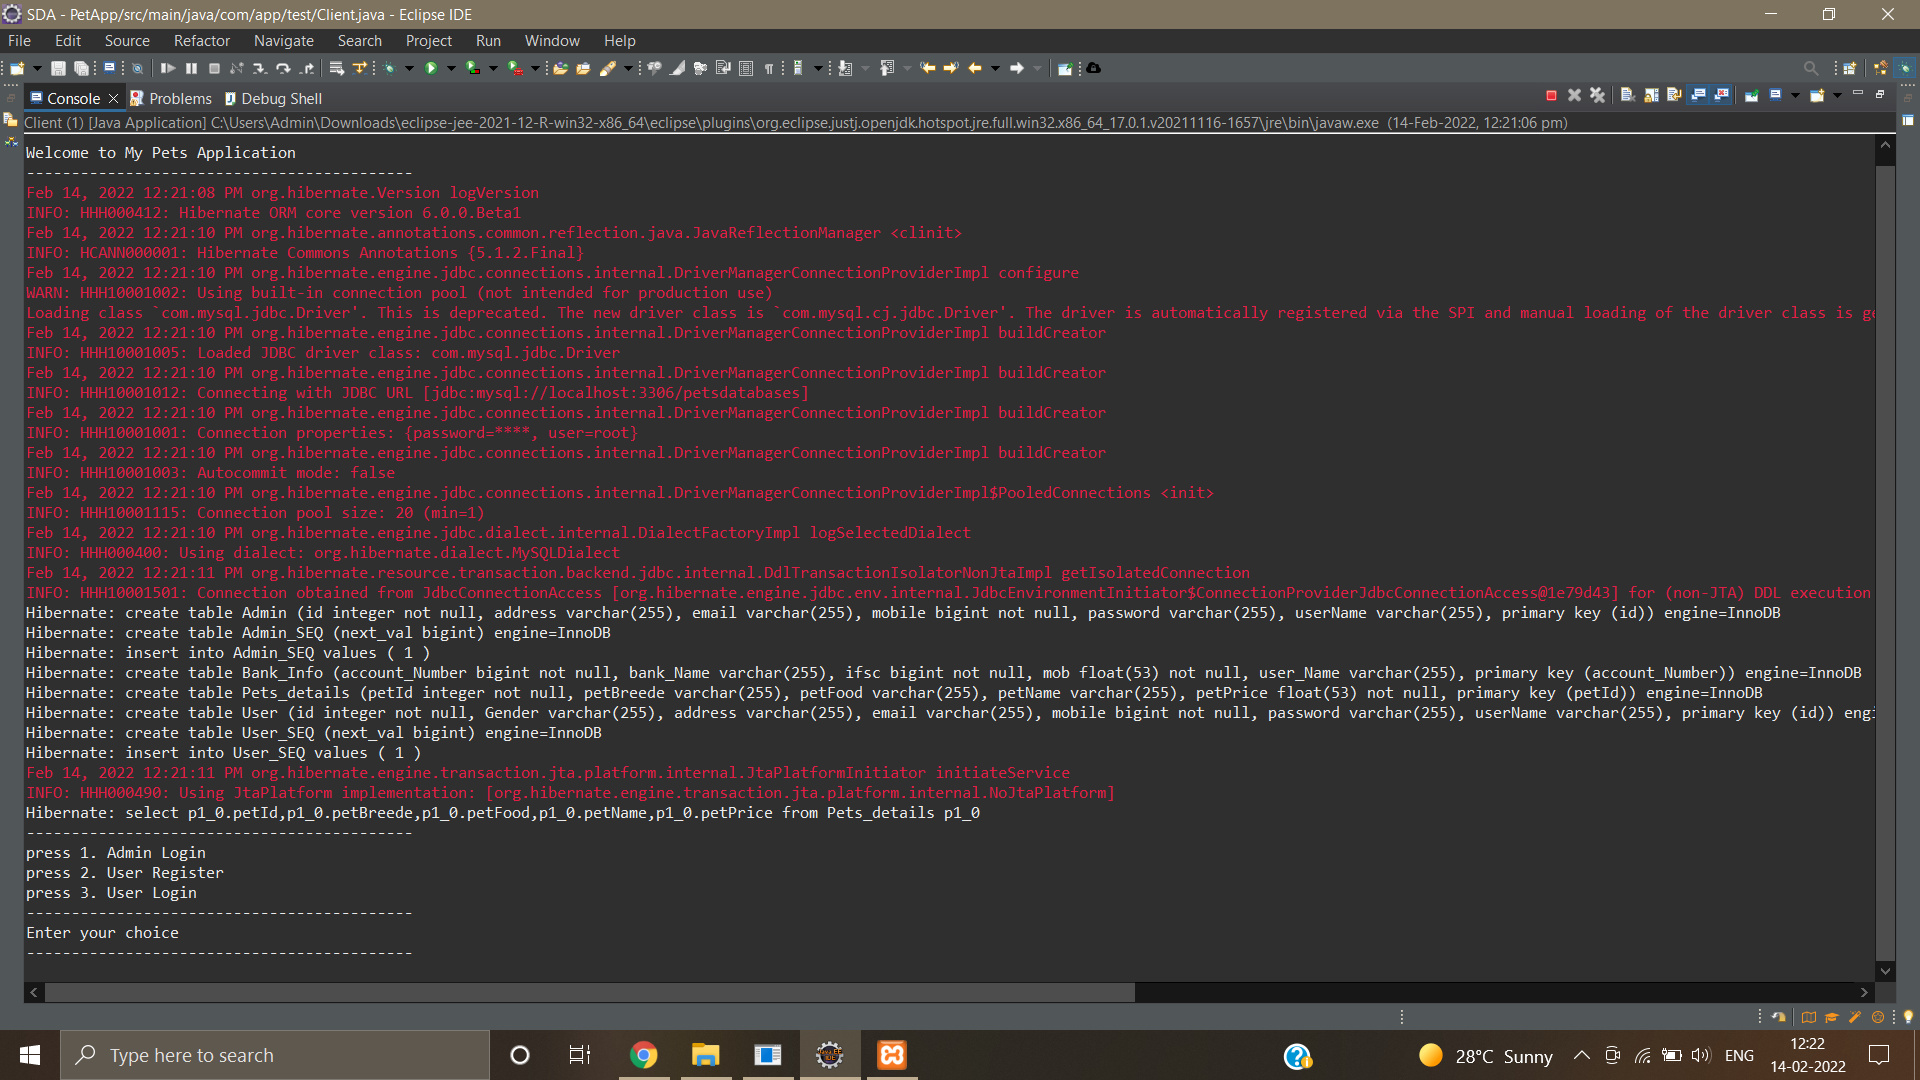 SDA - PetApp/src/main/java/com/app/test/Client.java - Eclipse IDE
File Edit Source Refactor Navigate Search Project Run Window Help
Console Problems Debug Shell
Client (1) [Java Application] C:\Users\Admin\Downloads\eclipse-jee-2021-12-R-win32-x86_64\eclipse\plugins\org.eclipse.justj.openjdk.hotspot.jre.full.win32.x86_64_17.0.1.v20211116-1657\jre\bin\javaw.exe (14-Feb-2022, 12:21:06 pm)
Welcome to My Pets Application
-------------------------------------------
Feb 14, 2022 12:21:08 PM org.hibernate.Version logVersion
INFO: HHH000412: Hibernate ORM core version 6.0.0.Beta1
Feb 14, 2022 12:21:10 PM org.hibernate.annotations.common.reflection.java.JavaReflectionManager <clinit>
INFO: HCANN000001: Hibernate Commons Annotations {5.1.2.Final}
Feb 14, 2022 12:21:10 PM org.hibernate.engine.jdbc.connections.internal.DriverManagerConnectionProviderImpl configure
WARN: HHH10001002: Using built-in connection pool (not intended for production use)
Loading class `com.mysql.jdbc.Driver'. This is deprecated. The new driver class is `com.mysql.cj.jdbc.Driver'. The driver is automatically registered via the SPI and manual loading of the driver class is ge
Feb 14, 2022 12:21:10 PM org.hibernate.engine.jdbc.connections.internal.DriverManagerConnectionProviderImpl buildCreator
INFO: HHH10001005: Loaded JDBC driver class: com.mysql.jdbc.Driver
Feb 14, 2022 12:21:10 PM org.hibernate.engine.jdbc.connections.internal.DriverManagerConnectionProviderImpl buildCreator
INFO: HHH10001012: Connecting with JDBC URL [jdbc:mysql://localhost:3306/petsdatabases]
Feb 14, 2022 12:21:10 PM org.hibernate.engine.jdbc.connections.internal.DriverManagerConnectionProviderImpl buildCreator
INFO: HHH10001001: Connection properties: {password=****, user=root}
Feb 14, 2022 12:21:10 PM org.hibernate.engine.jdbc.connections.internal.DriverManagerConnectionProviderImpl buildCreator
INFO: HHH10001003: Autocommit mode: false
Feb 14, 2022 12:21:10 PM org.hibernate.engine.jdbc.connections.internal.DriverManagerConnectionProviderImpl$PooledConnections <init>
INFO: HHH10001115: Connection pool size: 20 (min=1)
Feb 14, 2022 12:21:10 PM org.hibernate.engine.jdbc.dialect.internal.DialectFactoryImpl logSelectedDialect
INFO: HHH000400: Using dialect: org.hibernate.dialect.MySQLDialect
Feb 14, 2022 12:21:11 PM org.hibernate.resource.transaction.backend.jdbc.internal.DdlTransactionIsolatorNonJtaImpl getIsolatedConnection
INFO: HHH10001501: Connection obtained from JdbcConnectionAccess [org.hibernate.engine.jdbc.env.internal.JdbcEnvironmentInitiator$ConnectionProviderJdbcConnectionAccess@1e79d43] for (non-JTA) DDL execution
Hibernate: create table Admin (id integer not null, address varchar(255), email varchar(255), mobile bigint not null, password varchar(255), userName varchar(255), primary key (id)) engine=InnoDB
Hibernate: create table Admin_SEQ (next_val bigint) engine=InnoDB
Hibernate: insert into Admin_SEQ values ( 1 )
Hibernate: create table Bank_Info (account_Number bigint not null, bank_Name varchar(255), ifsc bigint not null, mob float(53) not null, user_Name varchar(255), primary key (account_Number)) engine=InnoDB
Hibernate: create table Pets_details (petId integer not null, petBreede varchar(255), petFood varchar(255), petName varchar(255), petPrice float(53) not null, primary key (petId)) engine=InnoDB
Hibernate: create table User (id integer not null, Gender varchar(255), address varchar(255), email varchar(255), mobile bigint not null, password varchar(255), userName varchar(255), primary key (id)) engi
Hibernate: create table User_SEQ (next_val bigint) engine=InnoDB
Hibernate: insert into User_SEQ values ( 1 )
Feb 14, 2022 12:21:11 PM org.hibernate.engine.transaction.jta.platform.internal.JtaPlatformInitiator initiateService
INFO: HHH000490: Using JtaPlatform implementation: [org.hibernate.engine.transaction.jta.platform.internal.NoJtaPlatform]
Hibernate: select p1_0.petId,p1_0.petBreede,p1_0.petFood,p1_0.petName,p1_0.petPrice from Pets_details p1_0
-------------------------------------------
press 1. Admin Login
press 2. User Register
press 3. User Login
-------------------------------------------
Enter your choice
-------------------------------------------
Type here to search
28°C Sunny
ENG
12:22
14-02-2022